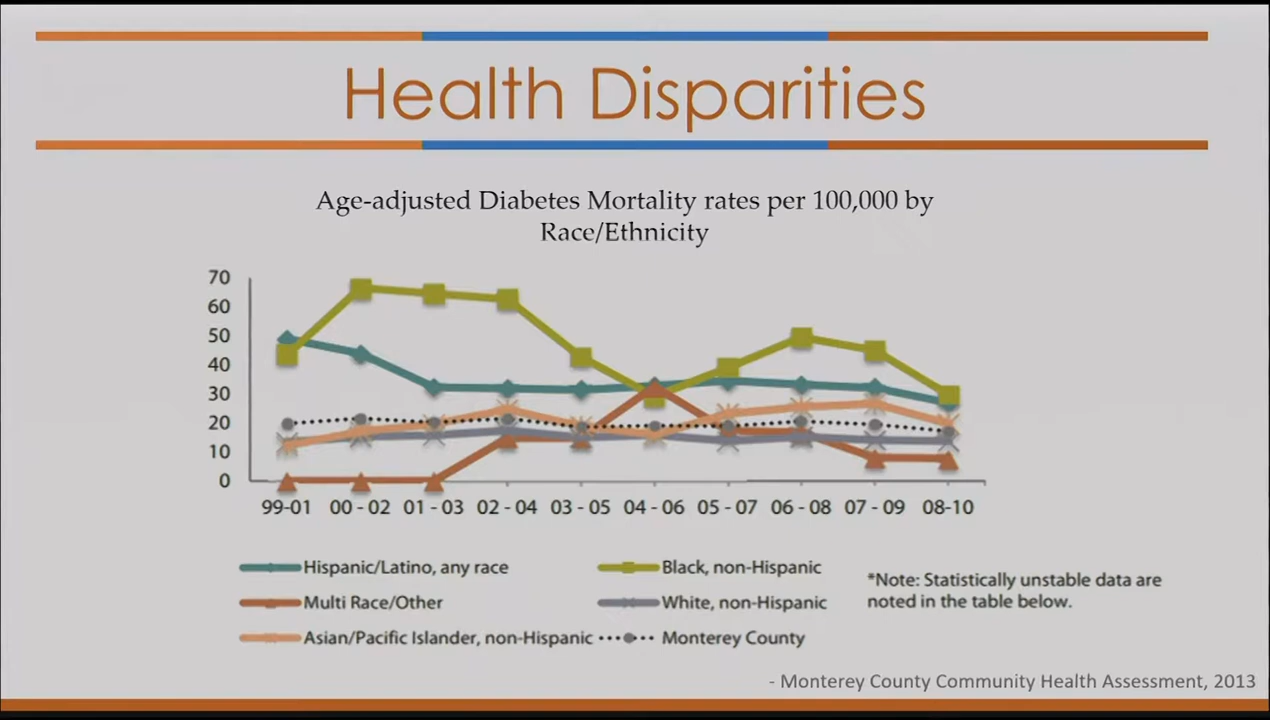 Health Disparities
Age-adjusted Diabetes Mortality rates per 100,000 by
Race/Ethnicity
70
60
50
40
30
20
10
0
99-01 00 - 02 01 - 03 02 - 04 03 - 05 04 - 06 05 - 07 06 - 08 07 - 09 08-10
Hispanic/Latino, any race Black, non-Hispanic
Multi Race/Other White, non-Hispanic
Asian/Pacific Islander, non-Hispanic Monterey County
*Note: Statistically unstable data are
noted in the table below.
- Monterey County Community Health Assessment, 2013